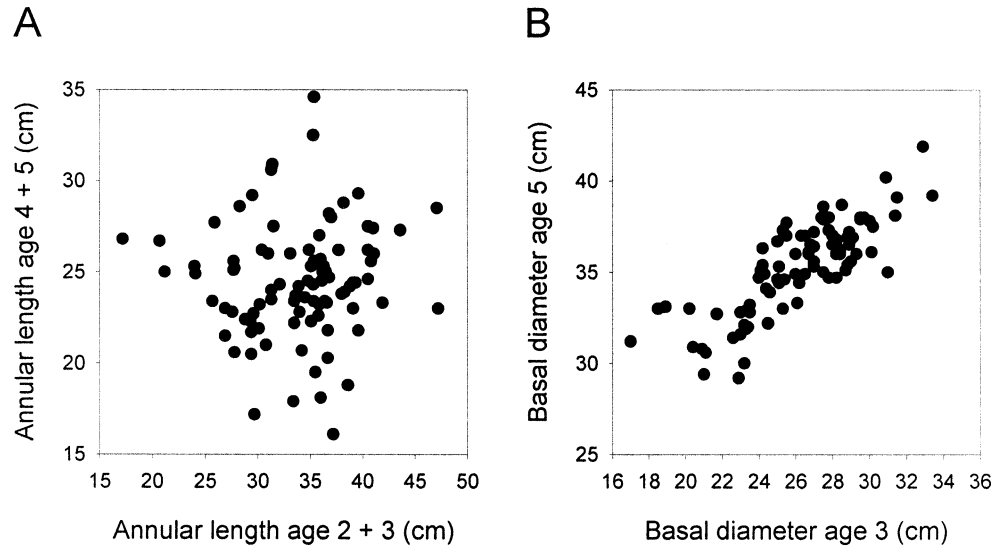 A
B
35
30
25
20
15
Annular length age 4 + 5 (cm)
15 20 25 30 35 40 45 50
Annular length age 2 + 3 (cm)
45
40
35
30
25
Basal diameter age 5 (cm)
16 18 20 22 24 26 28 30 32 34 36
Basal diameter age 3 (cm)